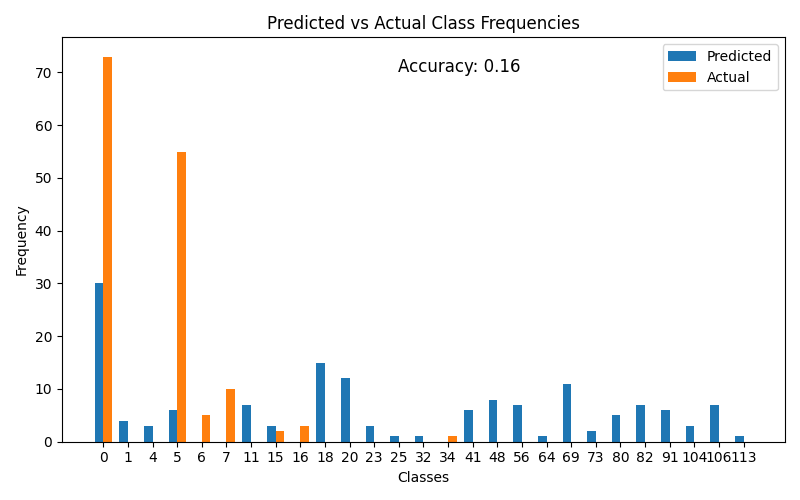 Predicted vs Actual Class Frequencies
Accuracy: 0.16
Predicted
Actual
Frequency
70
60
50
40
30
20
10
0
0 1 4 5 6 7 11 15 16 18 20 23 25 32 34 41 48 56 64 69 73 80 82 91 104 106 113
Classes